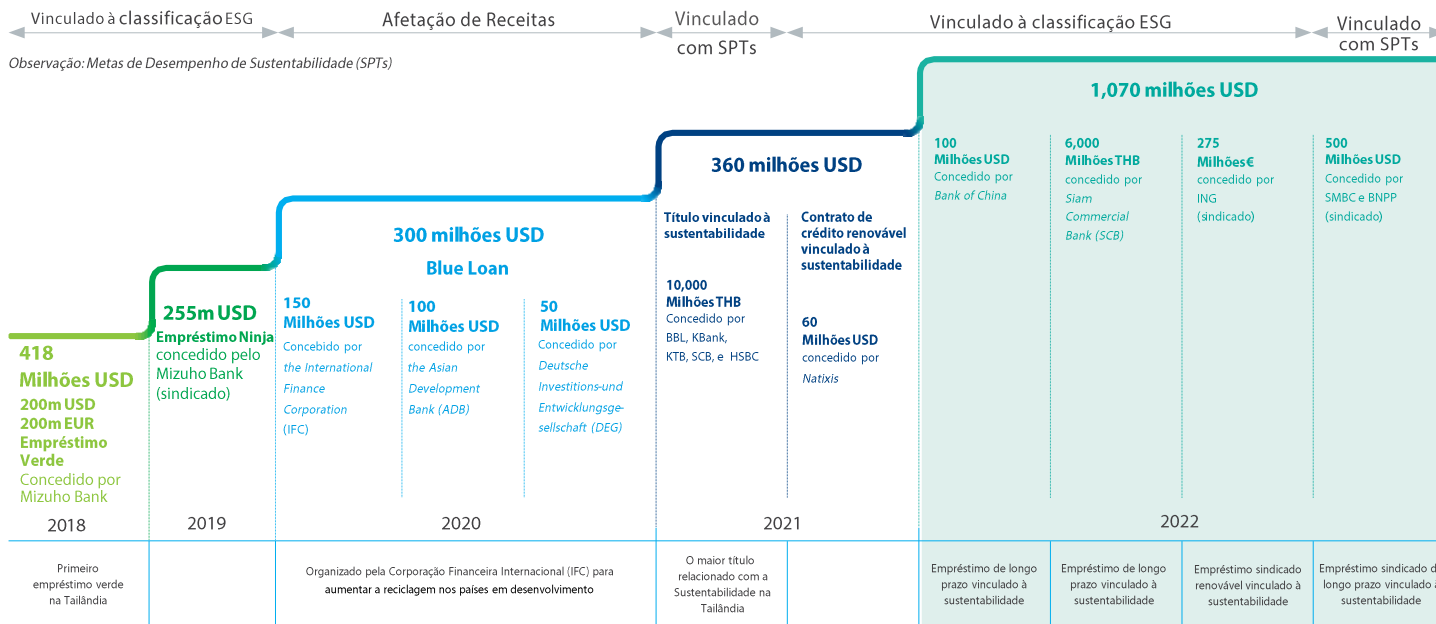 Vinculado à classificação ESG
Afetação de Receitas
Vinculado
com SPTs
Vinculado à classificação ESG
Vinculado
com SPTs
Observação: Metas de Desempenho de Sustentabilidade (SPTs)
418
Milhões USD
200m USD
200m EUR
Empréstimo
Verde
Concedido por
Mizuho Bank
255m USD
Empréstimo Ninja
concedido pelo
Mizuho Bank
(sindicado)
300 milhões USD
Blue Loan
150
Milhões USD
Concebido por
the International
Finance
Corporation
(IFC)
100
Milhões USD
concedido por
the Asian
Development
Bank (ADB)
50
Milhões USD
Concedido por
Deutsche
Investitions-und
Entwicklungsge-
sellschaft (DEG)
360 milhões USD
Título vinculado à
sustentabilidade
10,000
Milhões THB
Concedido por
BBL, KBank,
KTB, SCB, e HSBC
Contrato de
crédito renovável
vinculado à
sustentabilidade
60
Milhões USD
concedido por
Natixis
1,070 milhões USD
100
Milhões USD
Concedido por
Bank of China
6,000
Milhões THB
concedido por
Siam
Commercial
Bank (SCB)
275
Milhões€
concedido por
ING
(sindicado)
500
Milhões USD
Concedido por
SMBC e BNPP
(sindicado)
2018
2019
2020
2021
2022
Primeiro
empréstimo verde
na Tailândia
Organizado pela Corporação Financeira Internacional (IFC) para
aumentar a reciclagem nos países em desenvolvimento
O maior título
relacionado com a
Sustentabilidade na
Tailândia
Empréstimo de longo
prazo vinculado à
sustentabilidade
Empréstimo de longo
prazo vinculado à
sustentabilidade
Empréstimo sindicado
renovável vinculado à
sustentabilidade
Empréstimo sindicado d
longo prazo vinculado à
sustentabilidade